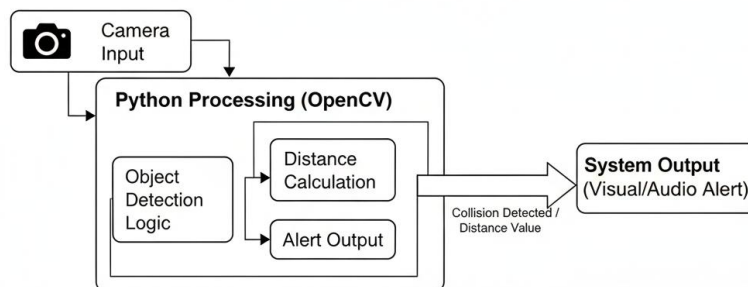 Camera
Input
Python Processing (OpenCV)
Object
Detection
Logic
Distance
Calculation
Alert Output
Collision Detected /
Distance Value
System Output
(Visual/Audio Alert)